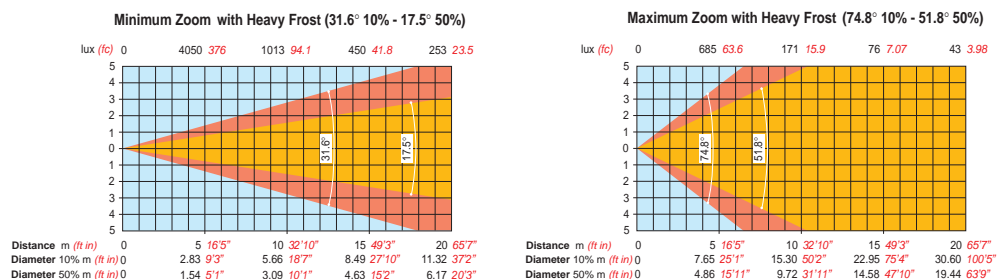 Minimum Zoom with Heavy Frost (31.6° 10% - 17.5° 50%)
lux (fc) 0 4050 376 1013 94.1 450 41.8 253 23.5
5
4
3
2
1
0
1
2
3
4
5
31.6°
17.5°
Distance m (ft in) 0 5 16'5" 10 32'10" 15 49'3" 20 65'7"
Diameter 10% m (ft in) 0 2.83 9'3" 5.66 18'7" 8.49 27'10" 11.32 37'2"
Diameter 50% m (ft in) 0 1.54 5'1" 3.09 10'1" 4.63 15'2" 6.17 20'3"
Maximum Zoom with Heavy Frost (74.8° 10% - 51.8° 50%)
lux (fc) 0 685 63.6 171 15.9 76 7.07 43 3.98
5
4
3
2
1
0
1
2
3
4
5
74.8°
51.8°
Distance m (ft in) 0 5 16'5" 10 32'10" 15 49'3" 20 65'7"
Diameter 10% m (ft in) 0 7.65 25'1" 15.30 50'2" 22.95 75'4" 30.60 100'5"
Diameter 50% m (ft in) 0 4.86 15'11" 9.72 31'11" 14.58 47'10" 19.44 63'9"